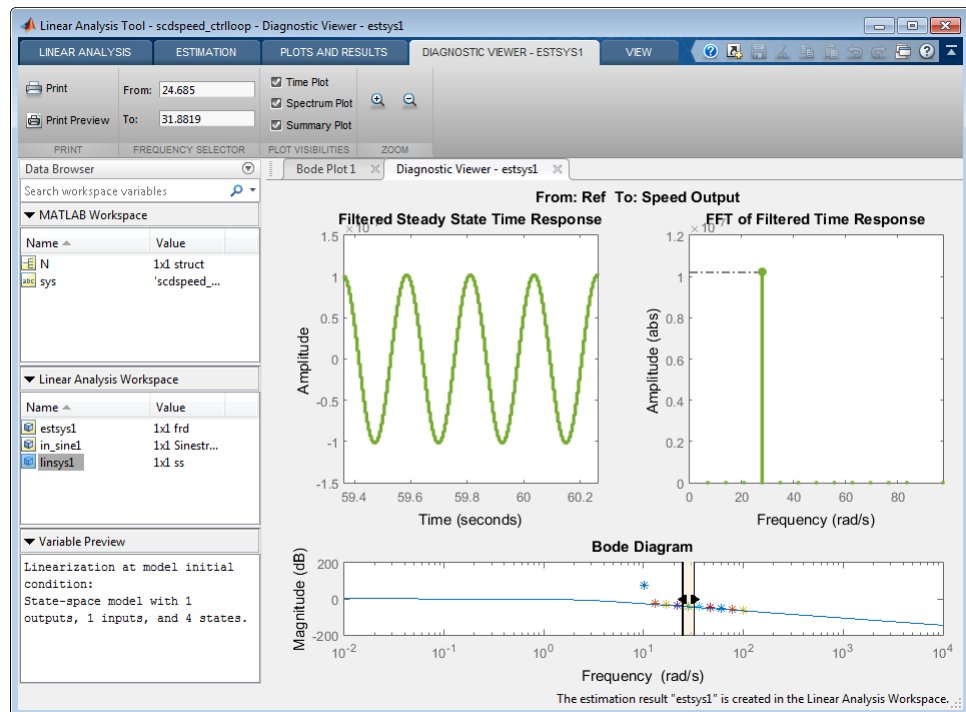 Linear Analysis Tool - scdspeed_ctrlloop - Diagnostic Viewer - estsys1
LINEAR ANALYSIS ESTIMATION PLOTS AND RESULTS DIAGNOSTIC VIEWER - ESTSYS1 VIEW
Print From: 24.685 Time Plot
Spectrum Plot
Print Preview To: 31.8819 Summary Plot
PRINT FREQUENCY SELECTOR PLOT VISIBILITIES ZOOM
Data Browser
Search workspace variables
MATLAB Workspace
Name Value
N 1x1 struct
abc sys 'scdspeed_...
Linear Analysis Workspace
Name Value
estsys1 1x1 frd
in_sine1 1x1 Sinestr...
linsys1 1x1 ss
Variable Preview
Linearization at model initial
condition:
State-space model with 1
outputs, 1 inputs, and 4 states.
Bode Plot 1 Diagnostic Viewer - estsys1
From: Ref To: Speed Output
Filtered Steady State Time Response
1.5
1
0.5
0
-0.5
-1
-1.5
Amplitude
59.4 59.6 59.8 60 60.2
Time (seconds)
FFT of Filtered Time Response
1.2
1
0.8
0.6
0.4
0.2
0
Amplitude (abs)
0 20 40 60 80
Frequency (rad/s)
Bode Diagram
200
0
-200
Magnitude (dB)
10-2 10-1 100 101 102 103 104
Frequency (rad/s)
The estimation result "estsys1" is created in the Linear Analysis Workspace.